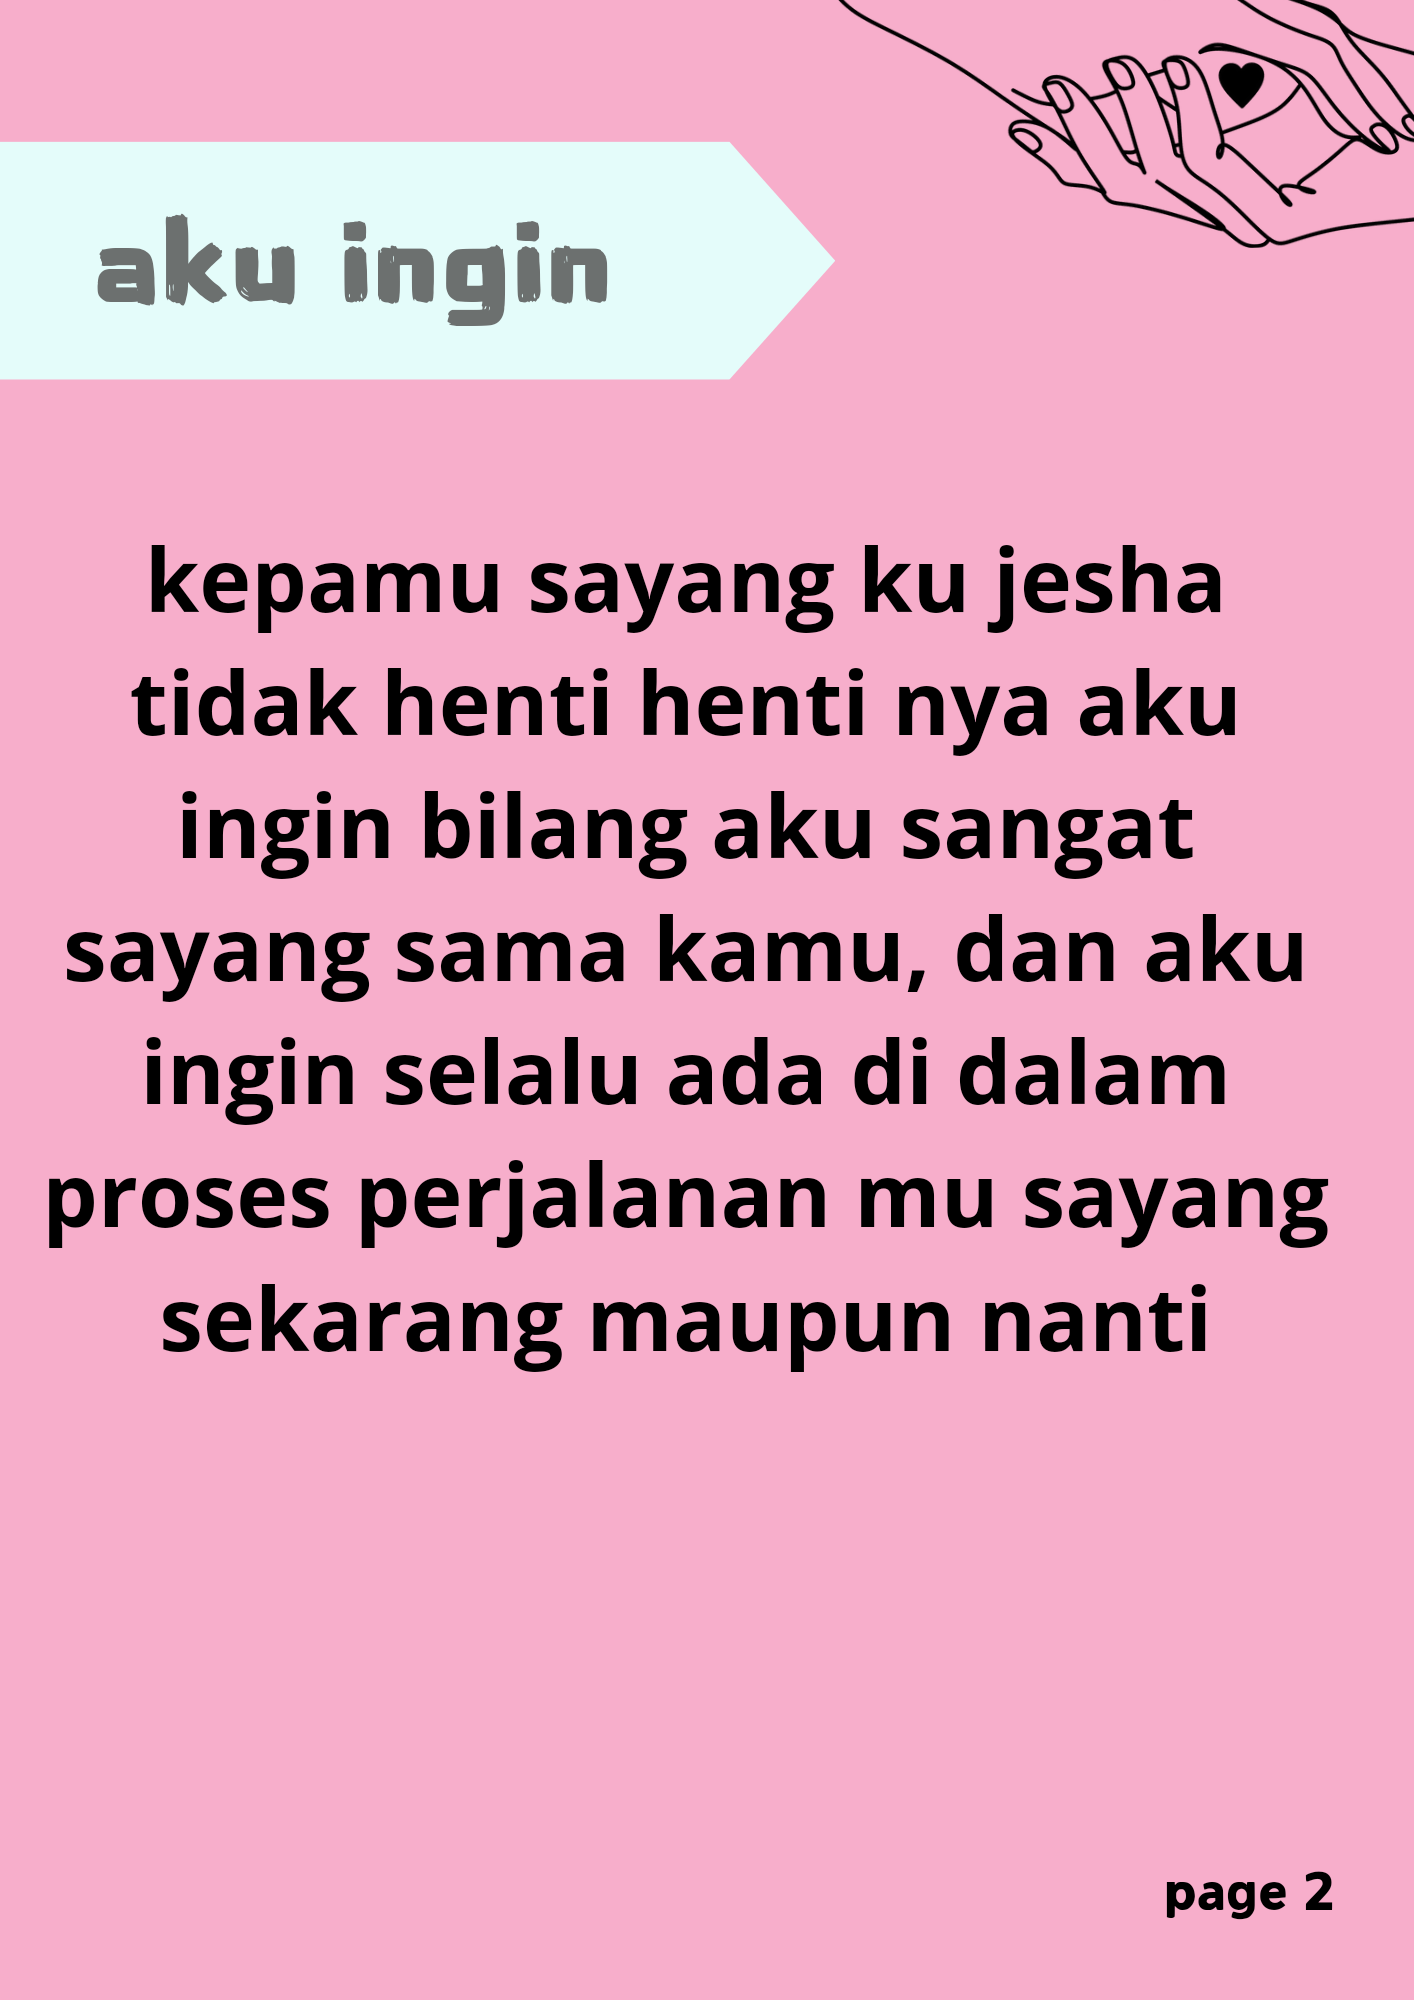 aku ingin
kepamu sayang ku jesha
tidak henti henti nya aku
ingin bilang aku sangat
sayang sama kamu, dan aku
ingin selalu ada di dalam
proses perjalanan mu sayang
sekarang maupun nanti
page 2